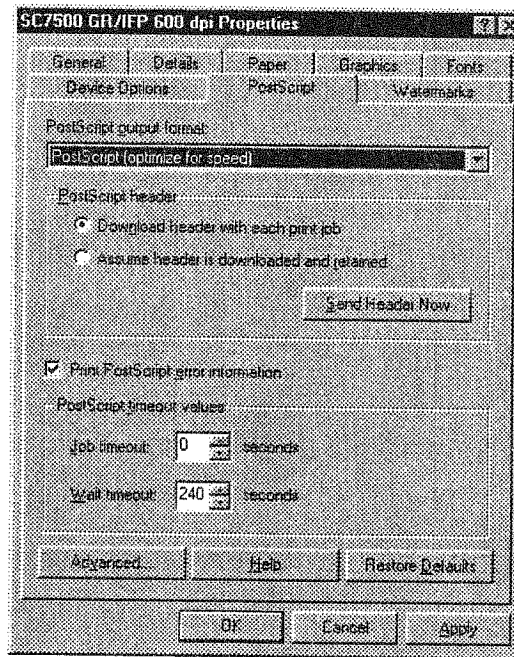 SC7500 GR/IFP 600 dpi Properties
General Details Paper Graphics Fonts
Device Options PostScript Watermarks
PostScript output format:
PostScript (optimize for speed)
PostScript header
Download header with each print job
Assume header is downloaded and retained
Send Header Now
Print PostScript error information
PostScript timeout values
Job timeout: 0 seconds
Wait timeout: 240 seconds
Advanced... Help Restore Defaults
OK Cancel Apply